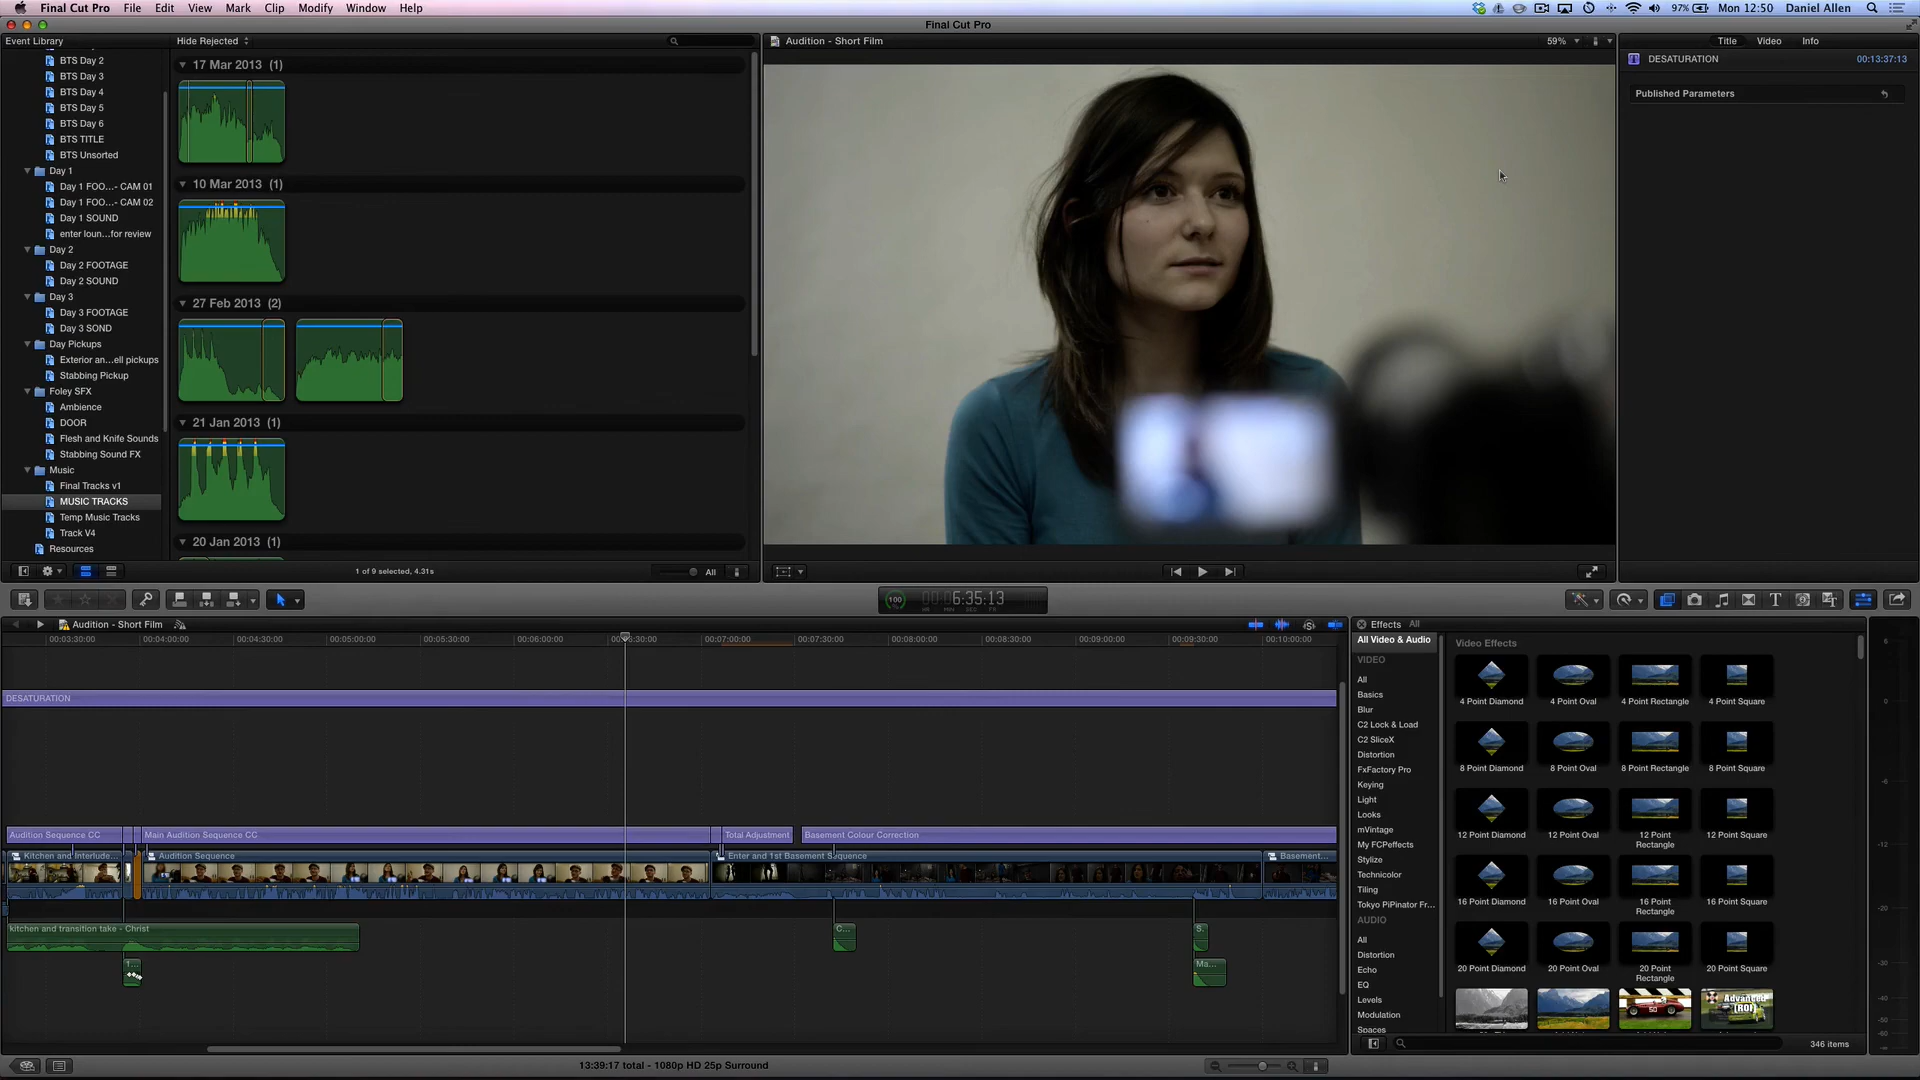 Final Cut Pro File Edit View Mark Clip Modify Window Help
97% Mon 12:50 Daniel Allen
Final Cut Pro
Event Library
BTS Day 2
BTS Day 3
BTS Day 4
BTS Day 5
BTS Day 6
BTS TITLE
BTS Unsorted
Day 1
Day 1 FOO...- CAM 01
Day 1 FOO...- CAM 02
Day 1 SOUND
enter loun...for review
Day 2
Day 2 FOOTAGE
Day 2 SOUND
Day 3
Day 3 FOOTAGE
Day 3 SOND
Day Pickups
Exterior an...ell pickups
Stabbing Pickup
Foley SFX
Ambience
DOOR
Flesh and Knife Sounds
Stabbing Sound FX
Music
Final Tracks v1
MUSIC TRACKS
Temp Music Tracks
Track V4
Resources
Hide Rejected
17 Mar 2013 (1)
10 Mar 2013 (1)
27 Feb 2013 (2)
21 Jan 2013 (1)
20 Jan 2013 (1)
1 of 9 selected, 4.31s
All
Audition - Short Film
59%
Title Video Info
DESATURATION 00:13:37:13
Published Parameters
100
6:35:13
HR MIN SEC FR
Audition - Short Film
00:03:30:00 00:04:00:00 00:04:30:00 00:05:00:00 00:05:30:00 00:06:00:00 00:07:00:00 00:07:30:00 00:08:00:00 00:08:30:00 00:09:00:00 00:09:30:00 00:10:00:00
DESATURATION
Audition Sequence CC Main Audition Sequence CC Total Adjustment Basement Colour Correction
Kitchen and Interlude... Audition Sequence Enter and 1st Basement Sequence Basement...
kitchen and transition take - Christ
C...
S.
1...
Ma...
13:39:17 total - 1080p HD 25p Surround
Effects All
All Video & Audio
VIDEO
All
Basics
Blur
C2 Lock & Load
C2 SliceX
Distortion
FxFactory Pro
Keying
Light
Looks
mVintage
My FCPeffects
Stylize
Technicolor
Tiling
Tokyo PiPinator Fr...
AUDIO
All
Distortion
Echo
EQ
Levels
Modulation
Spaces
Video Effects
4 Point Diamond
4 Point Oval
4 Point Rectangle
4 Point Square
8 Point Diamond
8 Point Oval
8 Point Rectangle
8 Point Square
12 Point Diamond
12 Point Oval
12 Point
Rectangle
12 Point Square
16 Point Diamond
16 Point Oval
16 Point
Rectangle
16 Point Square
20 Point Diamond
20 Point Oval
20 Point
Rectangle
20 Point Square
50
Advanced
(ROI)
346 items
6
0
-6
-12
-20
-30
-40
-50